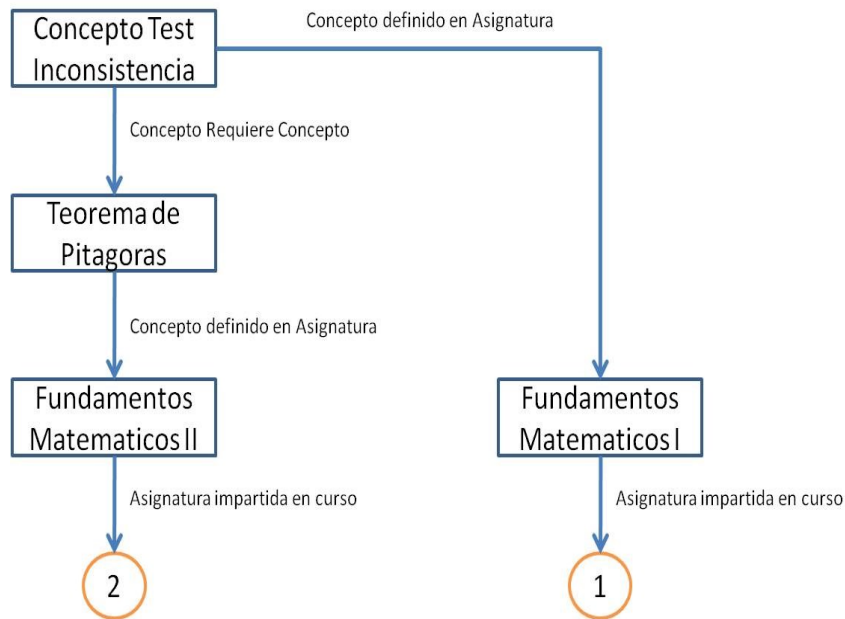 Concepto Test
Inconsistencia
Concepto definido en Asignatura
Concepto Requiere Concepto
Teorema de
Pitagoras
Concepto definido en Asignatura
Fundamentos
Matematicos II
Fundamentos
Matematicos I
Asignatura impartida en curso
Asignatura impartida en curso
2
1